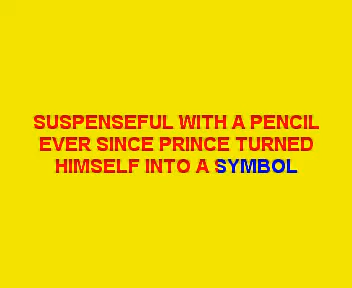 SUSPENSEFUL WITH A PENCIL
EVER SINCE PRINCE TURNED
HIMSELF INTO A SYMBOL